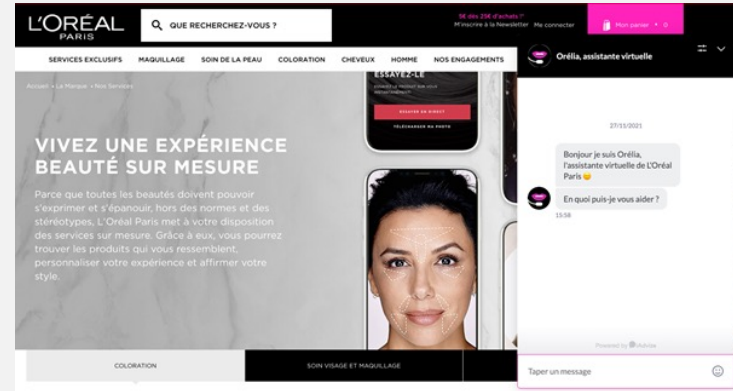 L'ORÉAL
PARIS
QUE RECHERCHEZ-VOUS ?
5€ dès 25€ d'achats ?*
M'inscrire à la Newsletter
Me connecter
Mon panier • 0
SERVICES EXCLUSIFS
MAQUILLAGE
SOIN DE LA PEAU
COLORATION
CHEVEUX
HOMME
NOS ENGAGEMENTS
Orélia, assistante virtuelle
Accueil • La Marque • Nos Services
ESSAYEZ-LE
ESSAYER EN DIRECT
TÉLÉCHARGER MA PHOTO
VIVEZ UNE EXPÉRIENCE
BEAUTÉ SUR MESURE
Parce que toutes les beautés doivent pouvoir
s'exprimer et s'épanouir, hors des normes et des
stéréotypes, L'Oréal Paris met à votre disposition
des services sur mesure. Grâce à eux, vous pourrez
trouver les produits qui vous ressemblent,
personnaliser votre expérience et affirmer votre
style.
27/11/2021
Bonjour je suis Orélia,
l'assistante virtuelle de L'Oréal
Paris 😊
En quoi puis-je vous aider ?
15:58
Powered by
COLORATION
SOIN VISAGE ET MAQUILLAGE
Taper un message